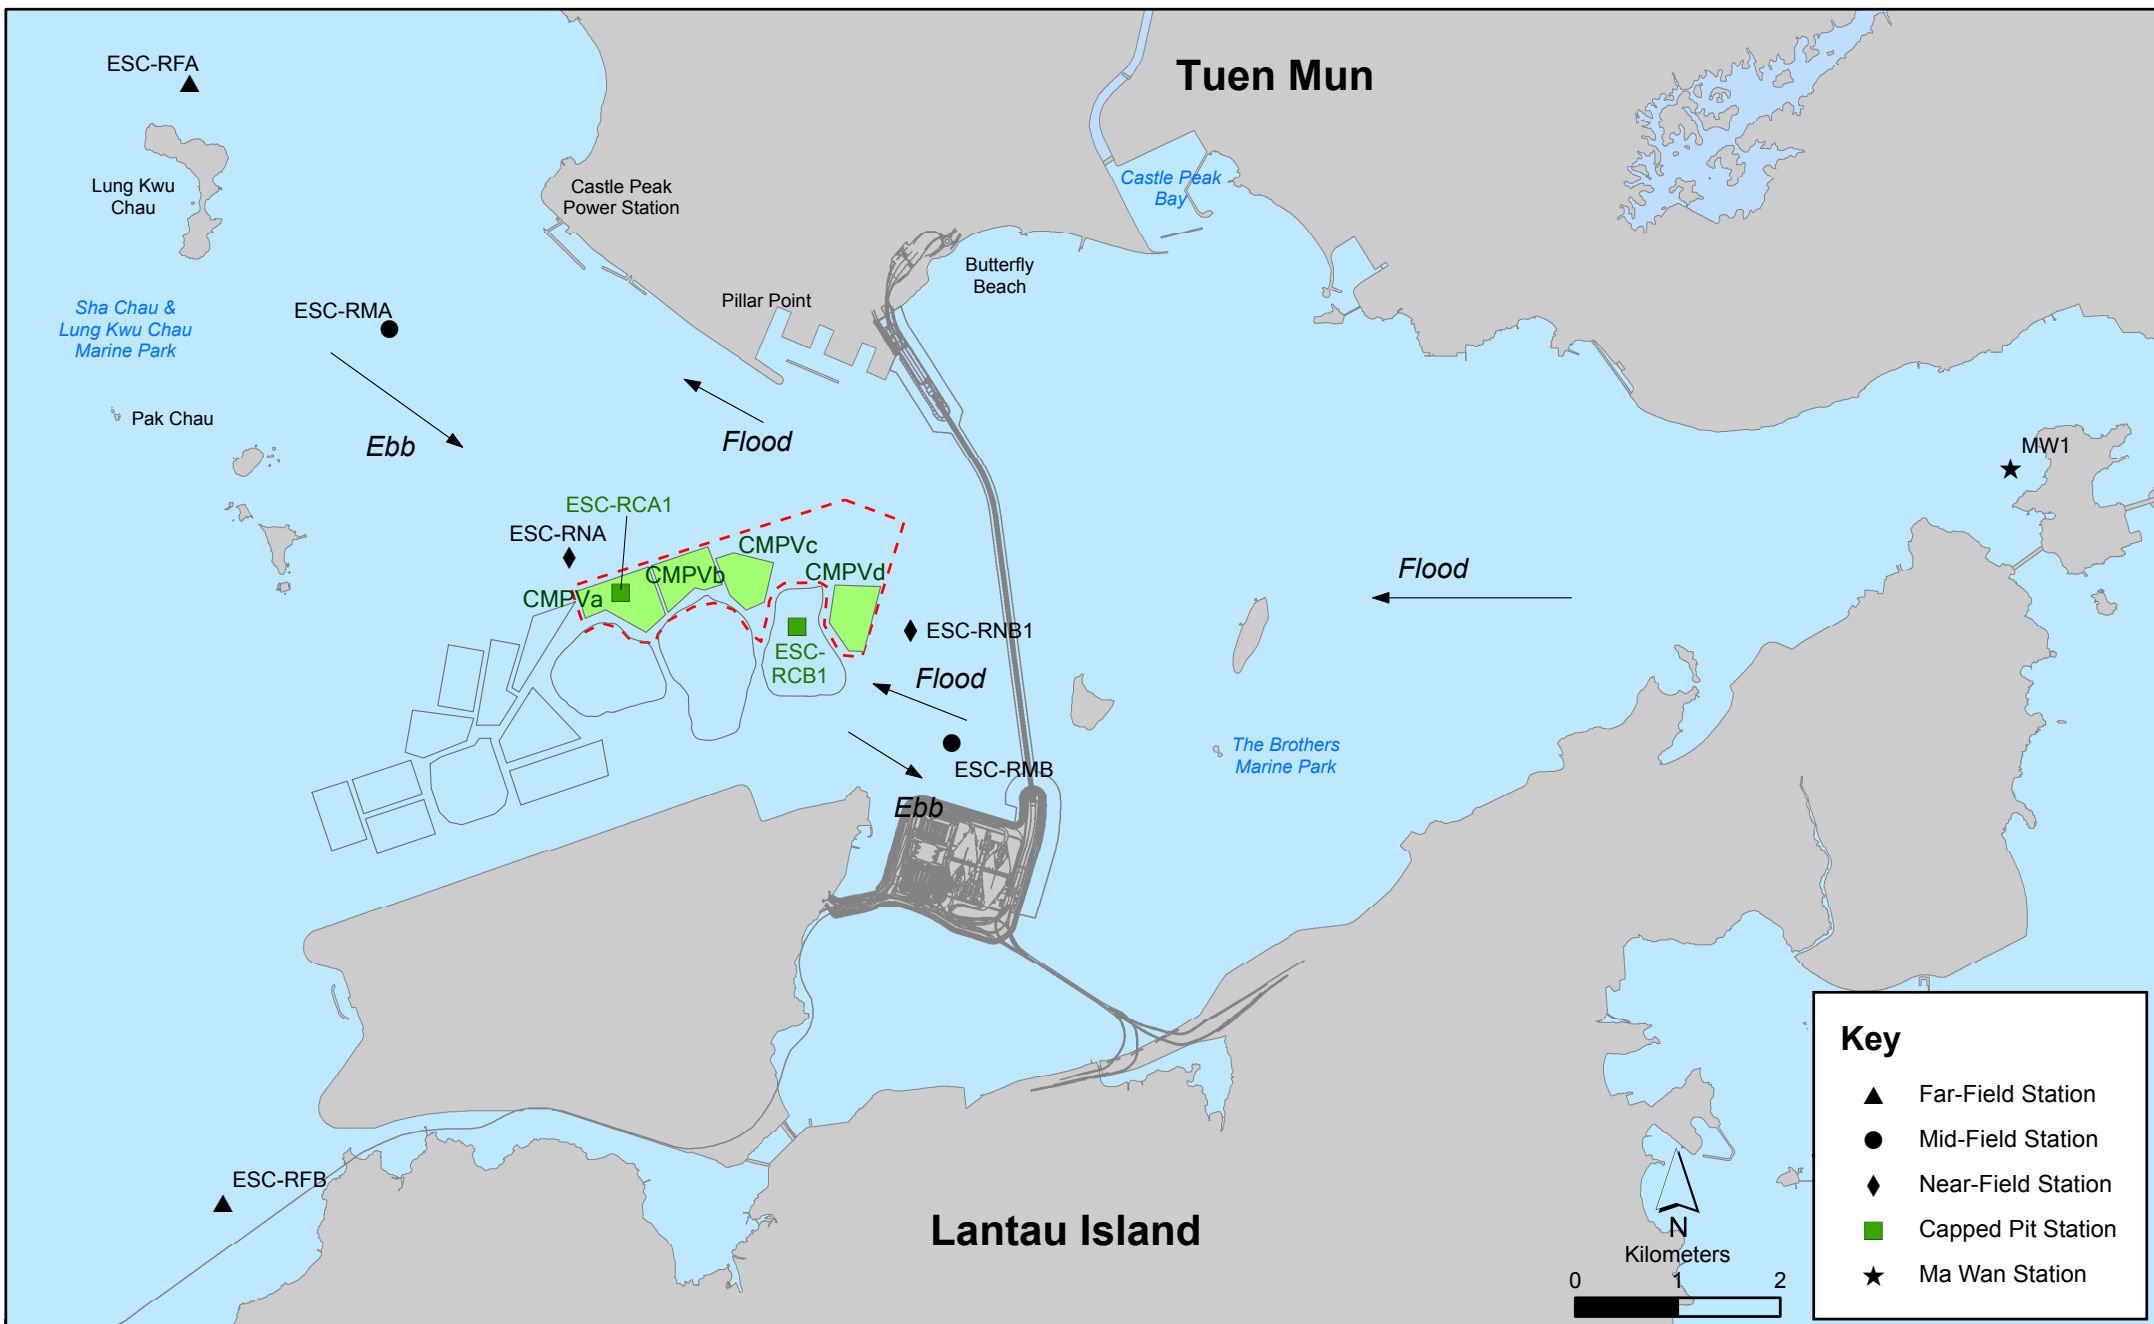 Tuen Mun
ESC-RFA
Lung Kwu
Chau
Castle Peak
Power Station
Castle Peak
Bay
Butterfly
Beach
Pillar Point
Sha Chau &
Lung Kwu Chau
Marine Park
ESC-RMA
Pak Chau
Ebb
Flood
MW1
ESC-RCA1
ESC-RNA
CMPVc
CMPVb
CMPVd
CMPVa
Flood
ESC-RNB1
ESC-
RCB1
Flood
ESC-RMB
The Brothers
Marine Park
Ebb
ESC-RFB
Lantau Island
N
Kilometers
0
1
2
Key
Far-Field Station
Mid-Field Station
Near-Field Station
Capped Pit Station
Ma Wan Station